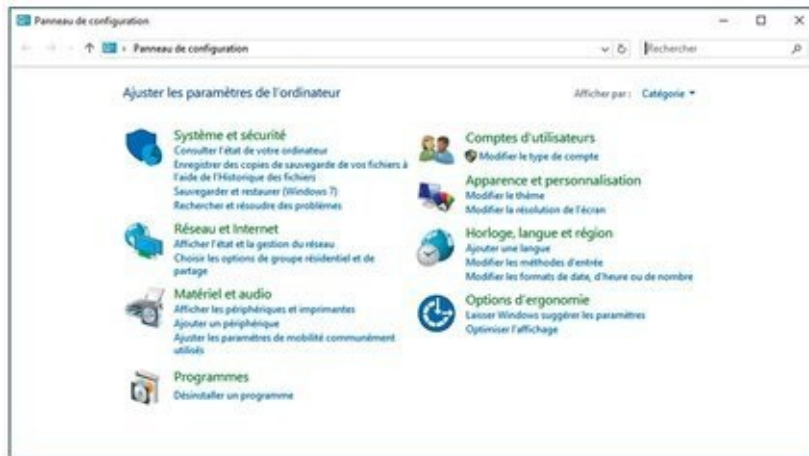 Panneau de configuration
Panneau de configuration
Rechercher
Ajuster les paramètres de l'ordinateur
Afficher par : Catégorie
Système et sécurité
Consulter l'état de votre ordinateur
Enregistrer des copies de sauvegarde de vos fichiers à
l'aide de l'Historique des fichiers
Sauvegarder et restaurer (Windows 7)
Rechercher et résoudre des problèmes
Réseau et Internet
Afficher l'état et la gestion du réseau
Choisir les options de groupe résidentiel et de
partage
Matériel et audio
Afficher les périphériques et imprimantes
Ajouter un périphérique
Ajuster les paramètres de mobilité communément
utilisés
Programmes
Désinstaller un programme
Comptes d'utilisateurs
Modifier le type de compte
Apparence et personnalisation
Modifier le thème
Modifier la résolution de l'écran
Horloge, langue et région
Ajouter une langue
Modifier les méthodes d'entrée
Modifier les formats de date, d'heure ou de nombre
Options d'ergonomie
Laisser Windows suggérer les paramètres
Optimiser l'affichage